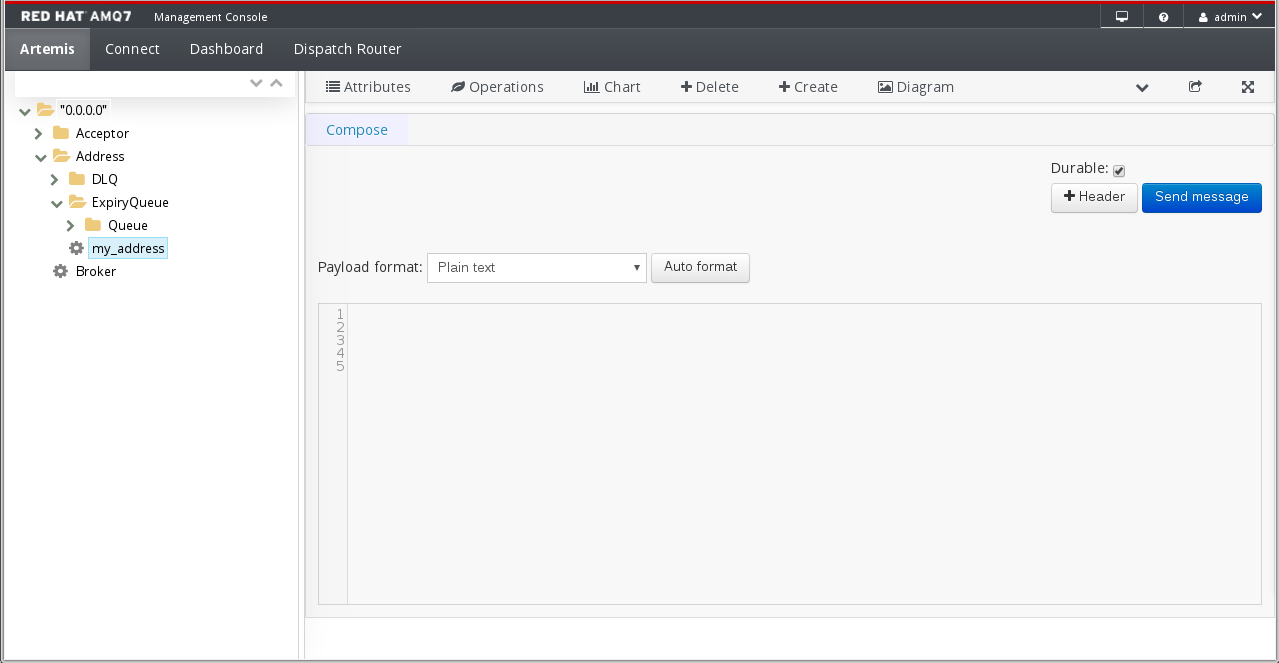 RED HAT AMQ7 Management Console admin
Artemis Connect Dashboard Dispatch Router
Attributes Operations Chart Delete Create Diagram
"0.0.0.0"
Acceptor
Address
DLQ
ExpiryQueue
Queue
my_address
Broker
Compose
Durable:
Header Send message
Payload format: Plain text Auto format
1
2
3
4
5